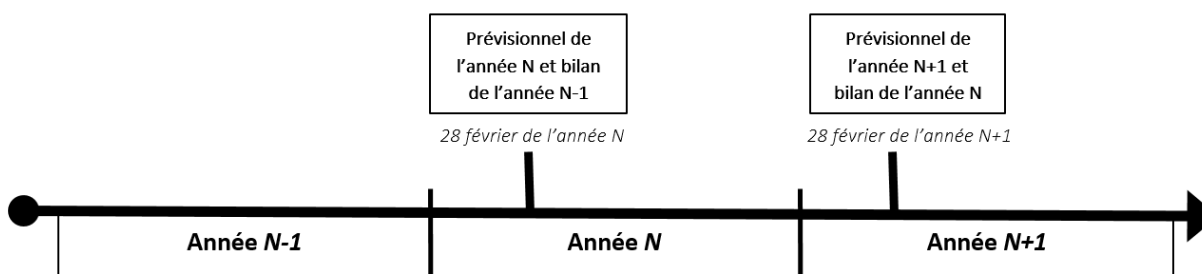 Prévisionnel de
l'année N et bilan
de l'année N-1
28 février de l'année N
Prévisionnel de
l'année N+1 et
bilan de l'année N
28 février de l'année N+1
Année N-1
Année N
Année N+1